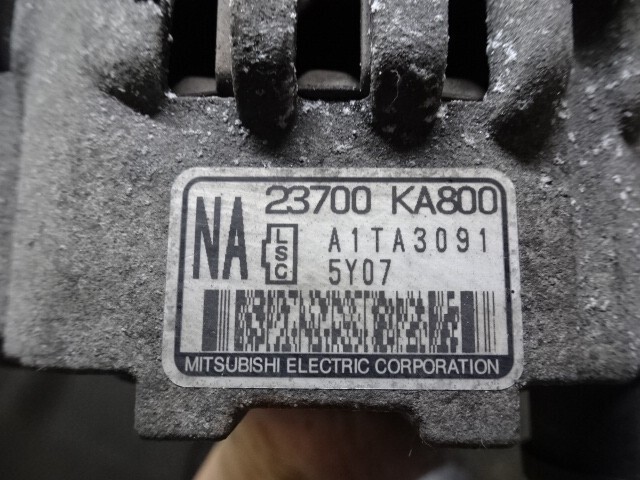 NA 23700 KA800
LSC A1TA3091
5Y07
MITSUBISHI ELECTRIC CORPORATION